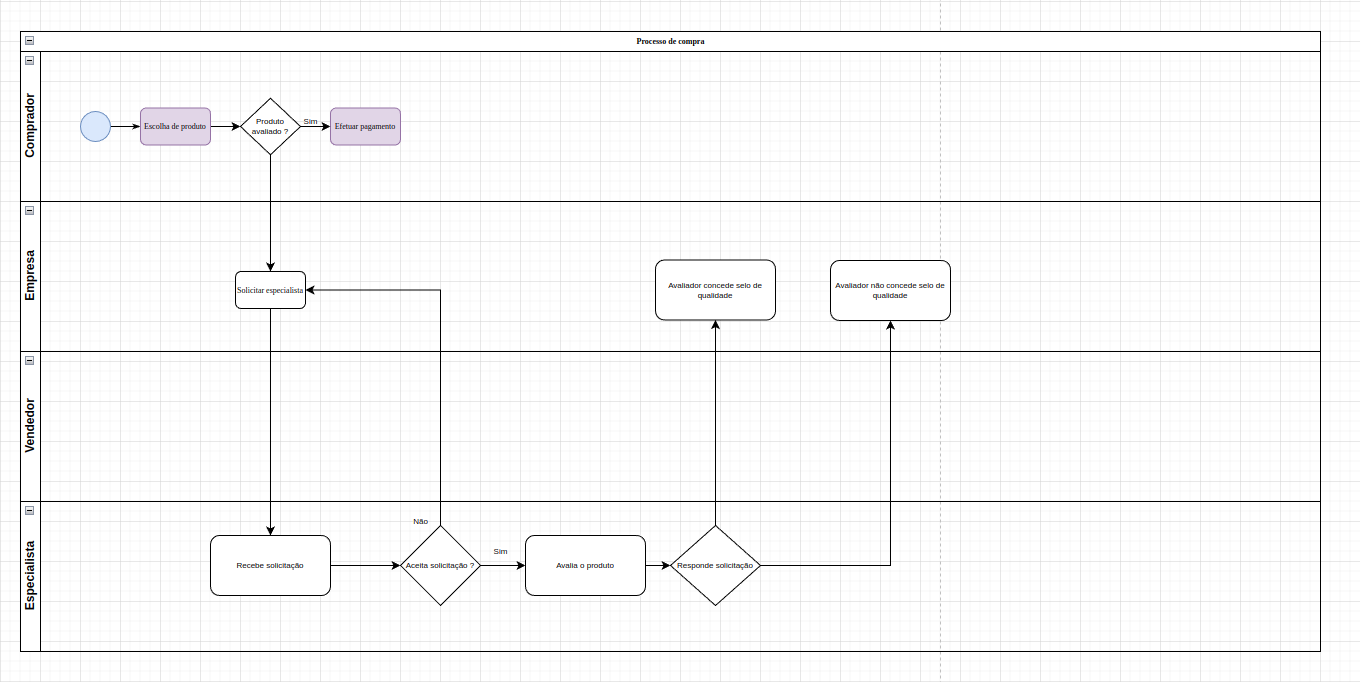 Processo de compra
Comprador
Escolha de produto
Produto
avaliado ?
Sim
Efetuar pagamento
Empresa
Solicitar especialista
Avaliador concede selo de
qualidade
Avaliador não concede selo de
qualidade
Vendedor
Especialista
Recebe solicitação
Não
Aceita solicitação ?
Sim
Avalia o produto
Responde solicitação